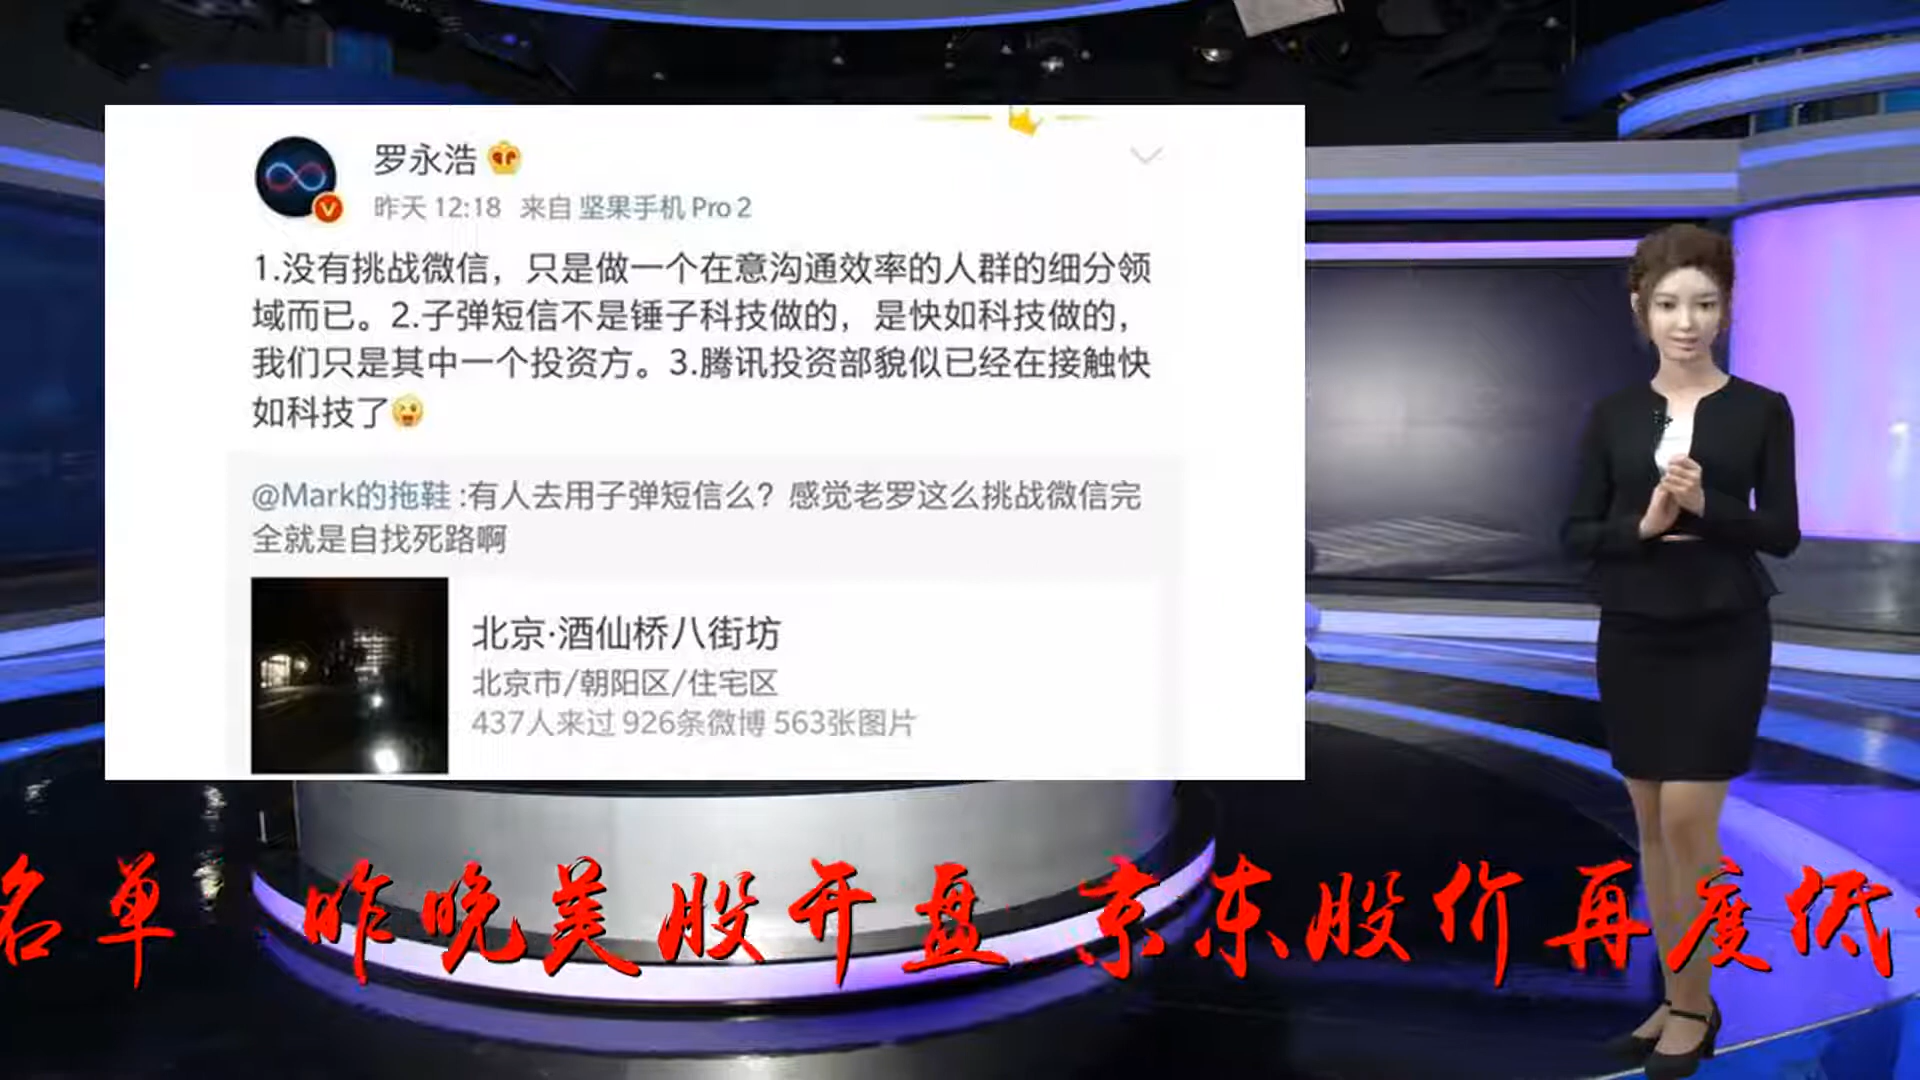 罗永浩
昨天 12:18 来自 坚果手机 Pro 2
1.没有挑战微信，只是做一个在意沟通效率的人群的细分领
域而已。2.子弹短信不是锤子科技做的，是快如科技做的，
我们只是其中一个投资方。3.腾讯投资部貌似已经在接触快
如科技了
@Mark的拖鞋 :有人去用子弹短信么？感觉老罗这么挑战微信完
全就是自找死路啊
北京·酒仙桥八街坊
北京市/朝阳区/住宅区
437人来过 926条微博 563张图片
名单 昨晚美股开盘 京东股价再度低